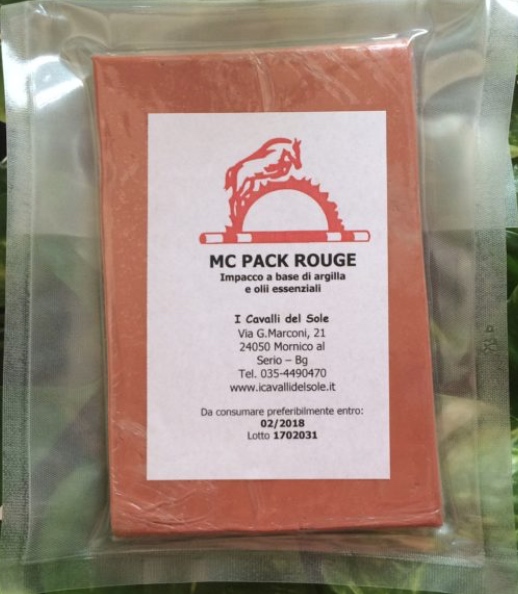 MC PACK ROUGE
Impacco a base di argilla
e olii essenziali
I Cavalli del Sole
Via G.Marconi, 21
24050 Mornico al
Serio – Bg
Tel. 035-4490470
www.icavallidelsole.it
Da consumare preferibilmente entro:
02/2018
Lotto 1702031